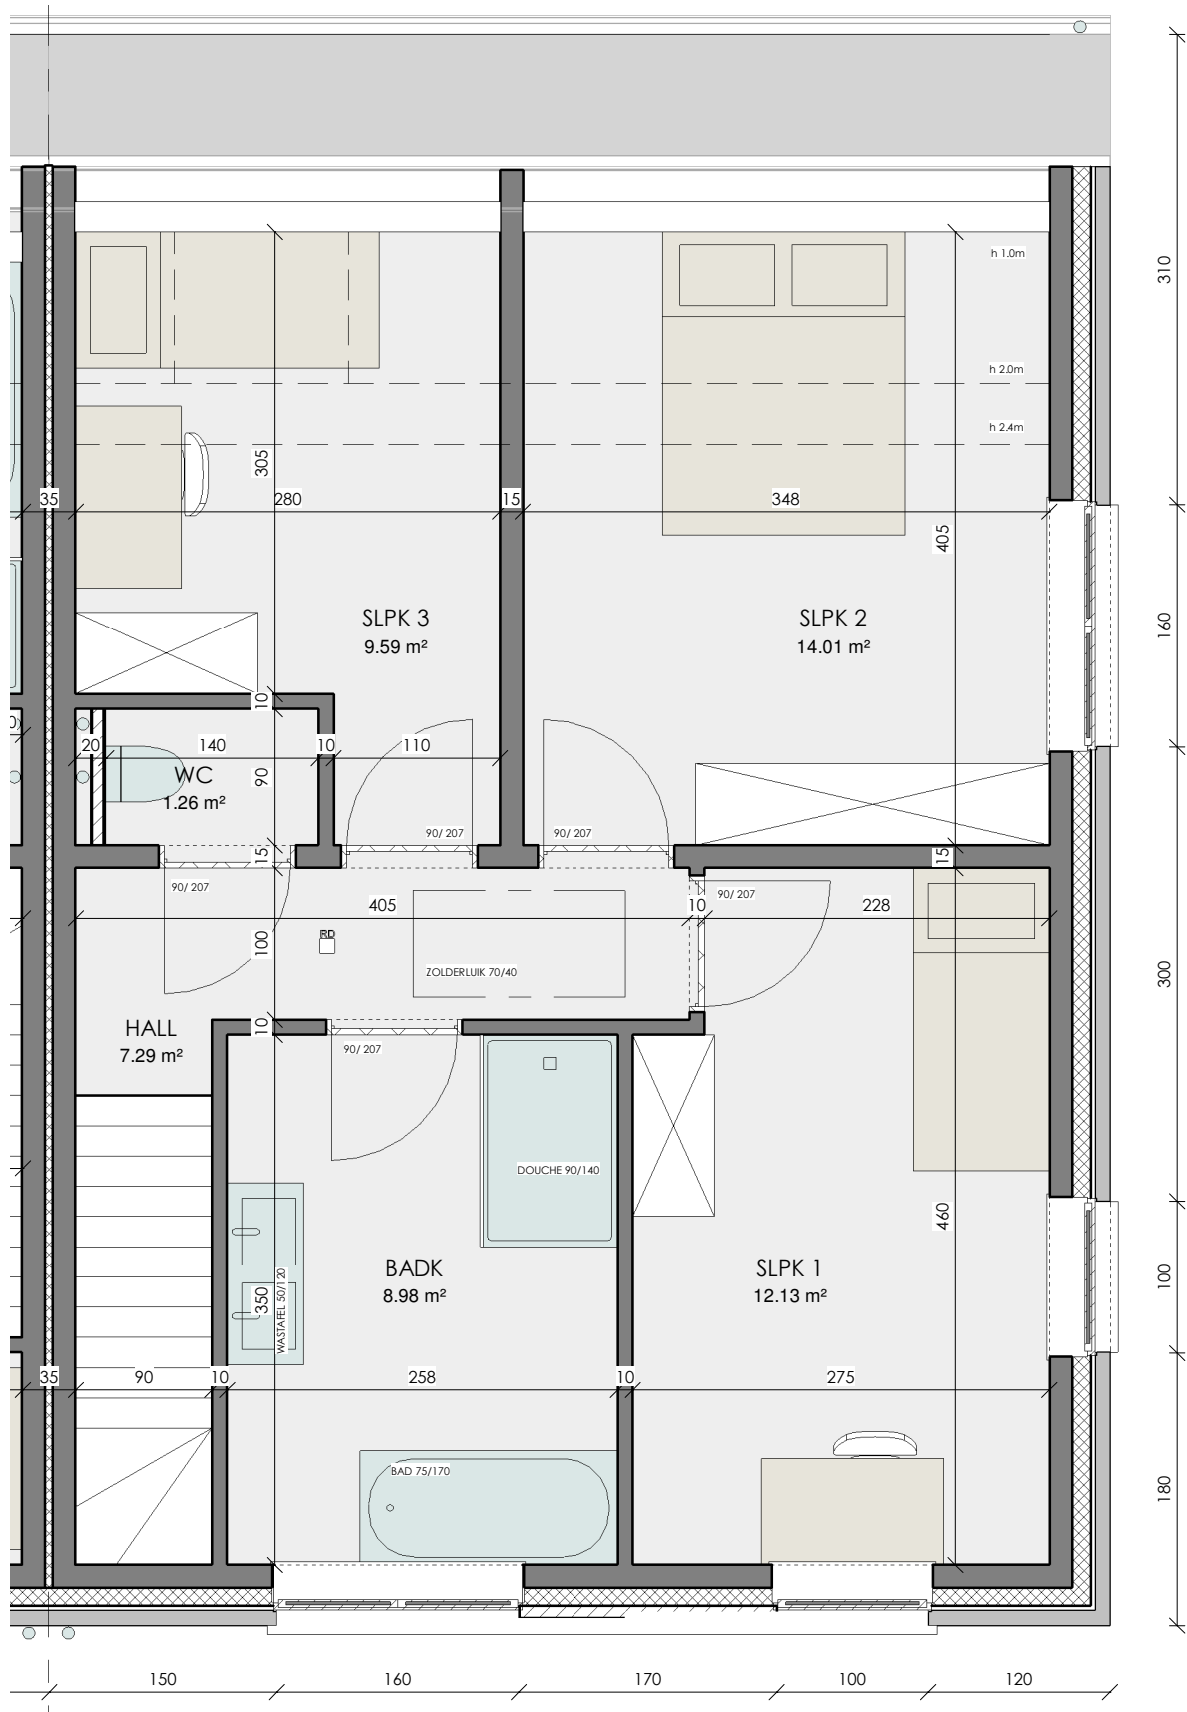 310
h 1.0m
h 2.0m
h 2.4m
305
35
280
15
348
405
SLPK 3
9.59 m²
SLPK 2
14.01 m²
160
10
20
140
10
110
WC
1.26 m²
90
90/ 207
90/ 207
15
15
90/ 207
90/ 207
405
10
228
RD
100
ZOLDERLUIK 70/40
300
HALL
7.29 m²
10
90/ 207
DOUCHE 90/140
460
BADK
8.98 m²
SLPK 1
12.13 m²
100
350
WASTAFEL 50/120
35
90
10
258
10
275
BAD 75/170
180
150
160
170
100
120